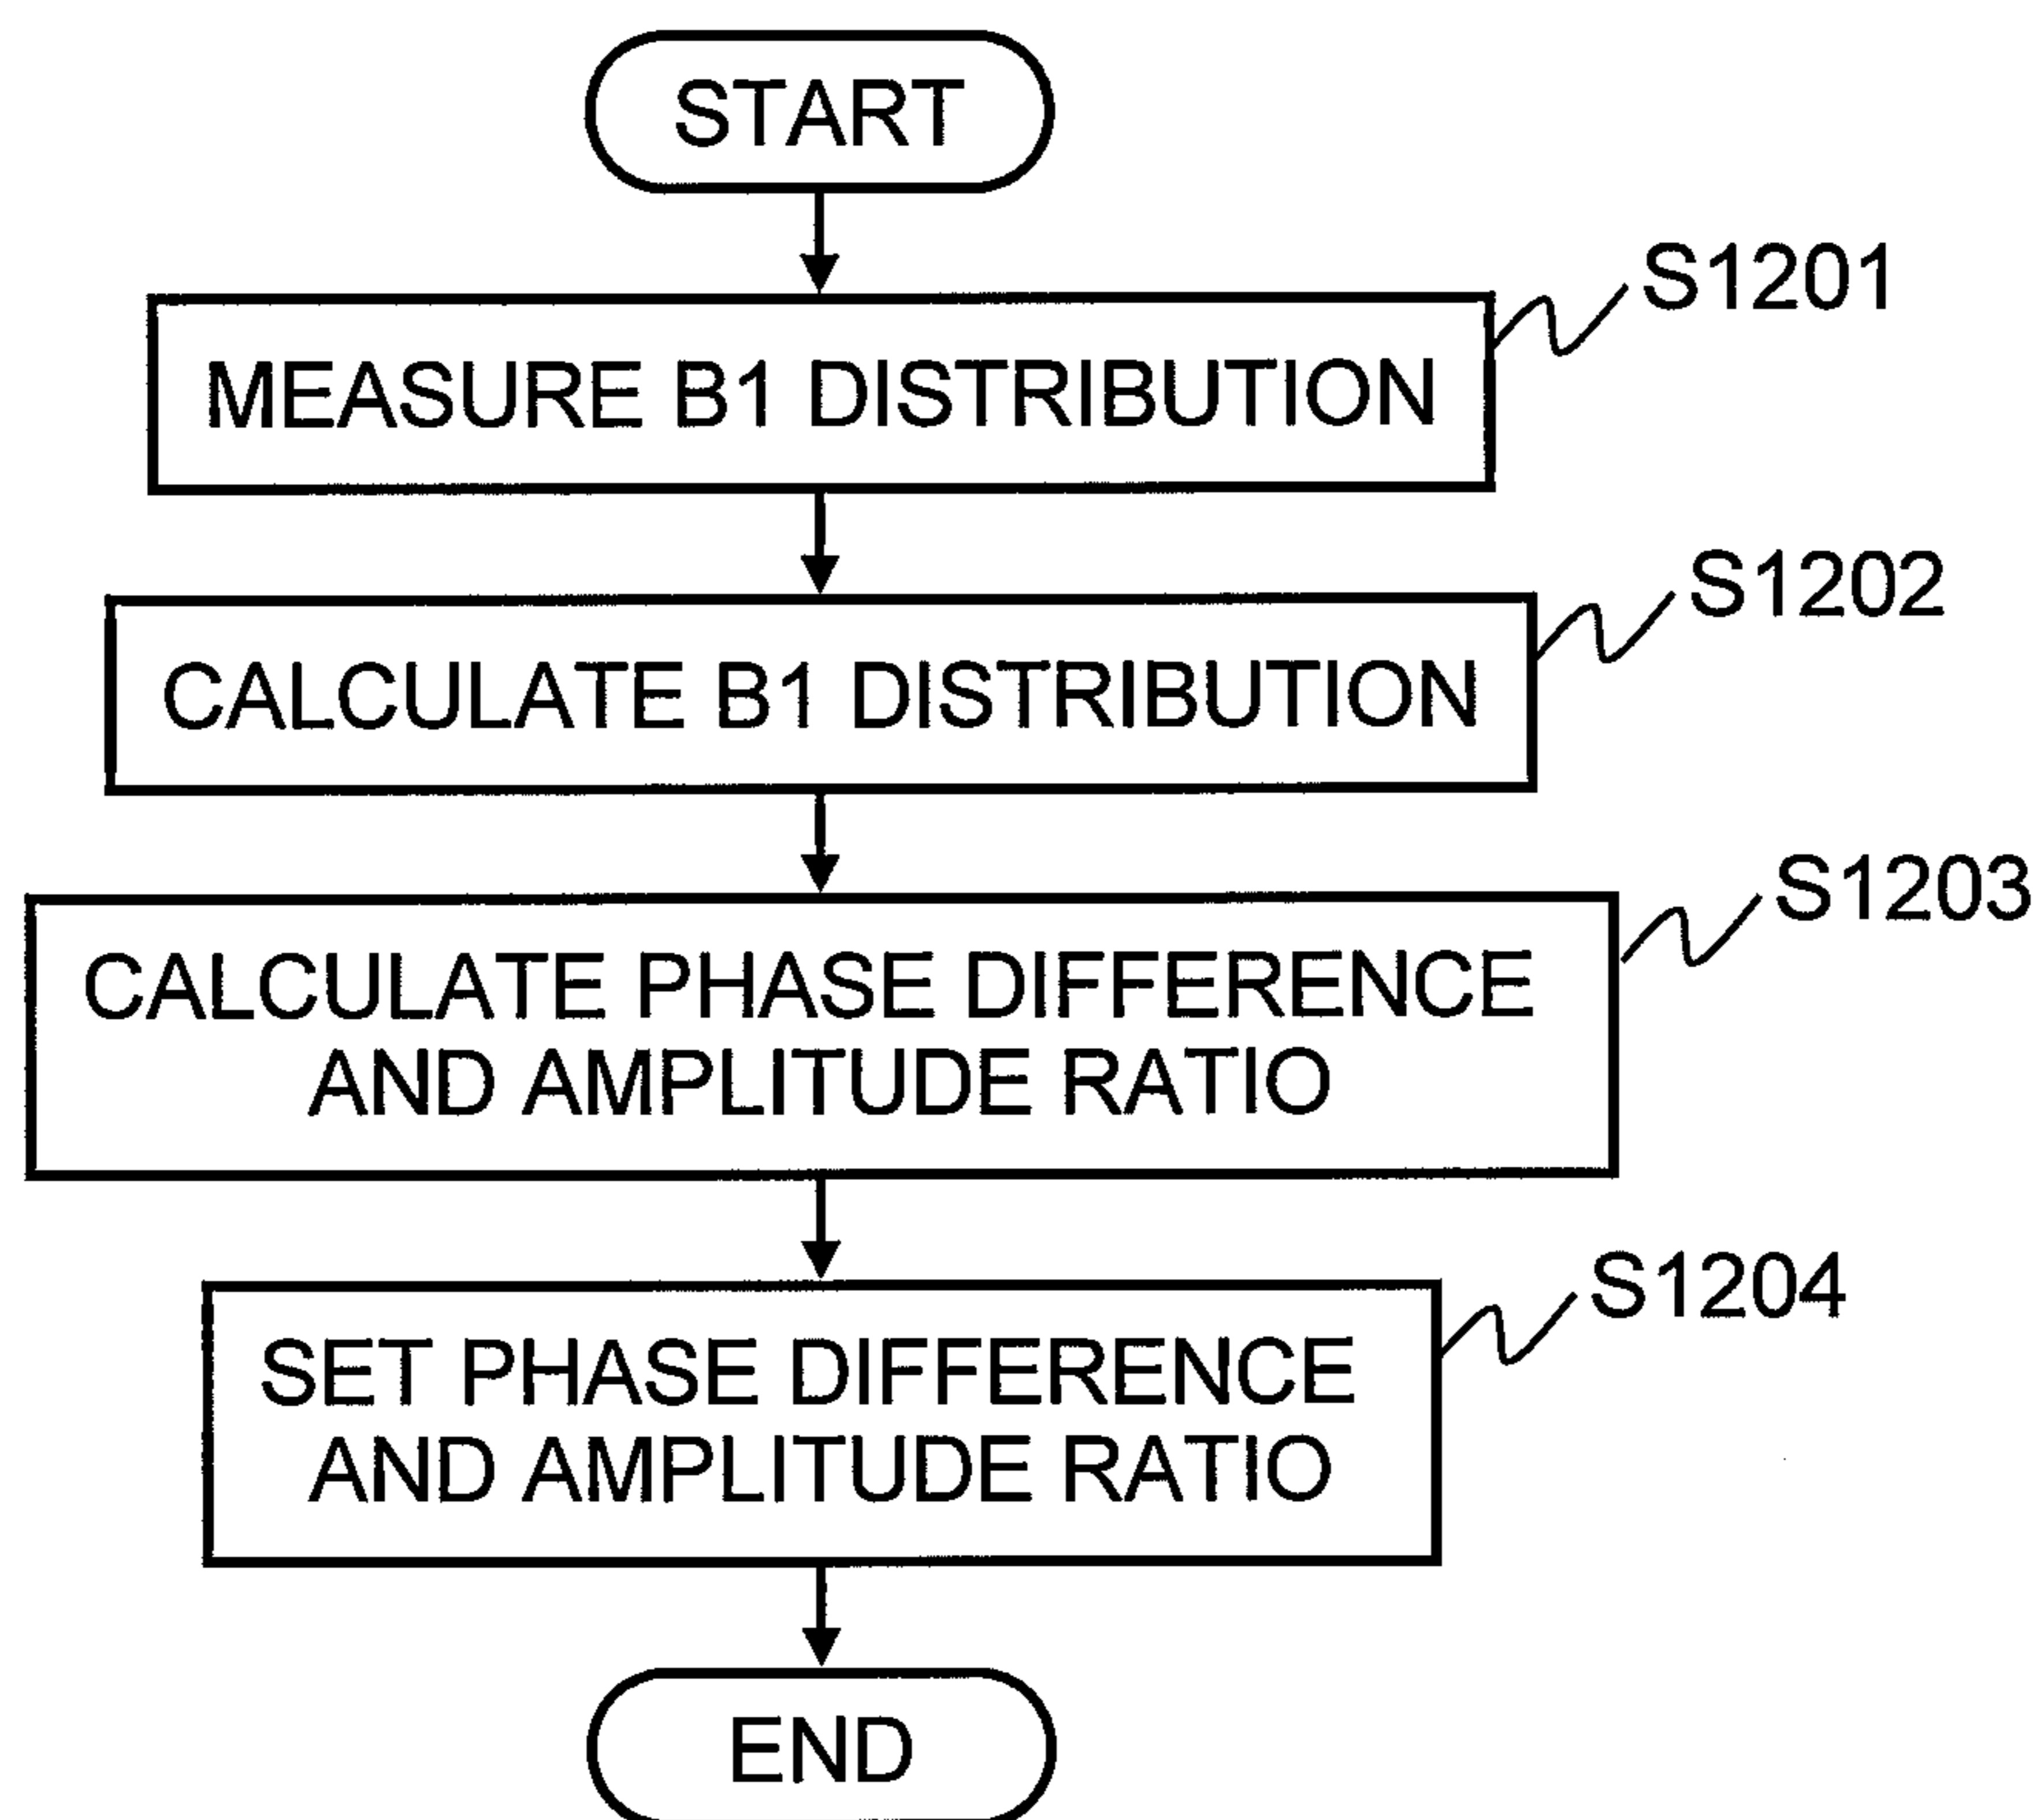 START
S1201
MEASURE B1 DISTRIBUTION
S1202
CALCULATE B1 DISTRIBUTION
S1203
CALCULATE PHASE DIFFERENCE
AND AMPLITUDE RATIO
S1204
SET PHASE DIFFERENCE
AND AMPLITUDE RATIO
END